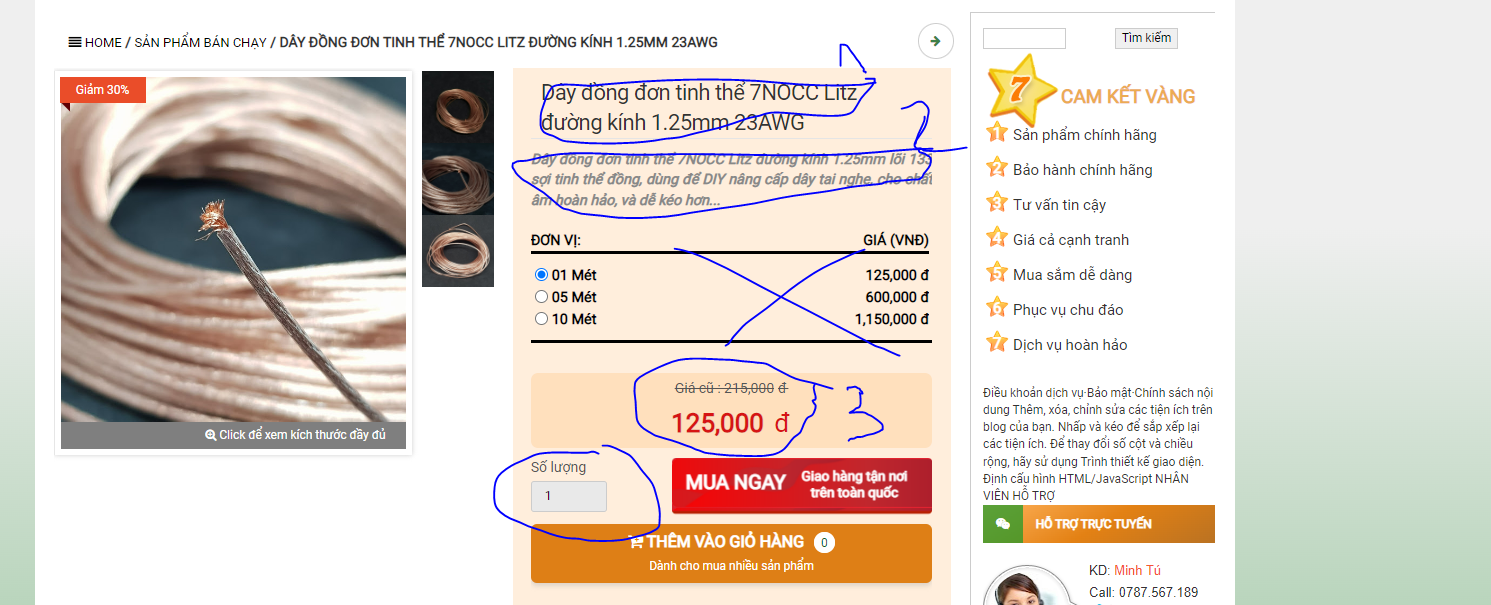 HOME / SẢN PHẨM BÁN CHẠY / DÂY ĐỒNG ĐƠN TINH THỂ 7NOCC LITZ ĐƯỜNG KÍNH 1.25MM 23AWG
Giảm 30%
Click để xem kích thước đầy đủ
1
Dây đồng đơn tinh thể 7NOCC Litz
đường kính 1.25mm 23AWG
2
Dây đồng đơn tinh thể 7NOCC Litz đường kính 1.25mm lõi 133
sợi tinh thể đồng, dùng để DIY nâng cấp dây tai nghe, cho chất
âm hoàn hảo, và dễ kéo hơn...
ĐƠN VỊ: GIÁ (VNĐ)
01 Mét 125,000 đ
05 Mét 600,000 đ
10 Mét 1,150,000 đ
Giá cũ : 215,000 đ
125,000 đ
3
Số lượng
1
MUA NGAY Giao hàng tận nơi
trên toàn quốc
THÊM VÀO GIỎ HÀNG 0
Dành cho mua nhiều sản phẩm
Tìm kiếm
7 CAM KẾT VÀNG
1 Sản phẩm chính hãng
2 Bảo hành chính hãng
3 Tư vấn tin cậy
4 Giá cả cạnh tranh
5 Mua sắm dễ dàng
6 Phục vụ chu đáo
7 Dịch vụ hoàn hảo
Điều khoản dịch vụ·Bảo mật·Chính sách nội
dung Thêm, xóa, chỉnh sửa các tiện ích trên
blog của bạn. Nhấp và kéo để sắp xếp lại
các tiện ích. Để thay đổi số cột và chiều
rộng, hãy sử dụng Trình thiết kế giao diện.
Định cấu hình HTML/JavaScript NHÂN
VIÊN HỖ TRỢ
HỖ TRỢ TRỰC TUYẾN
KD: Minh Tú
Call: 0787.567.189